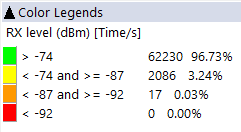 Color Legends
RX level (dBm) [Time/s]
> -74 62230 96.73%
< -74 and >= -87 2086 3.24%
< -87 and >= -92 17 0.03%
< -92 0 0.00%